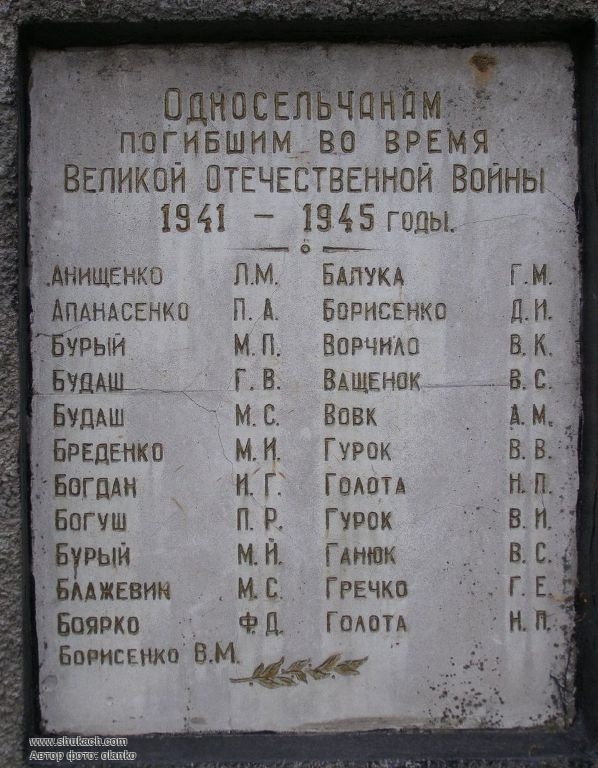 Односельчанам
погибшим во время
Великой Отечественной Войны
1941 – 1945 годы.
Анищенко Л.М. Балука Г.М.
Апанасенко П.А. Борисенко Д.И.
Бурый М.П. Ворчило В.К.
Будаш Г.В. Ващенок В.С.
Будаш М.С. Вовк А.М.
Бреденко М.И. Гурок В.В.
Богдан И.Г. Голота Н.П.
Богуш П.Р. Гурок В.И.
Бурый М.Й. Ганюк В.С.
Блажевин М.С. Гречко Г.Е.
Боярко Ф.Д. Голота Н.П.
Борисенко В.М.
www.shukach.com
Автор фото: olanko